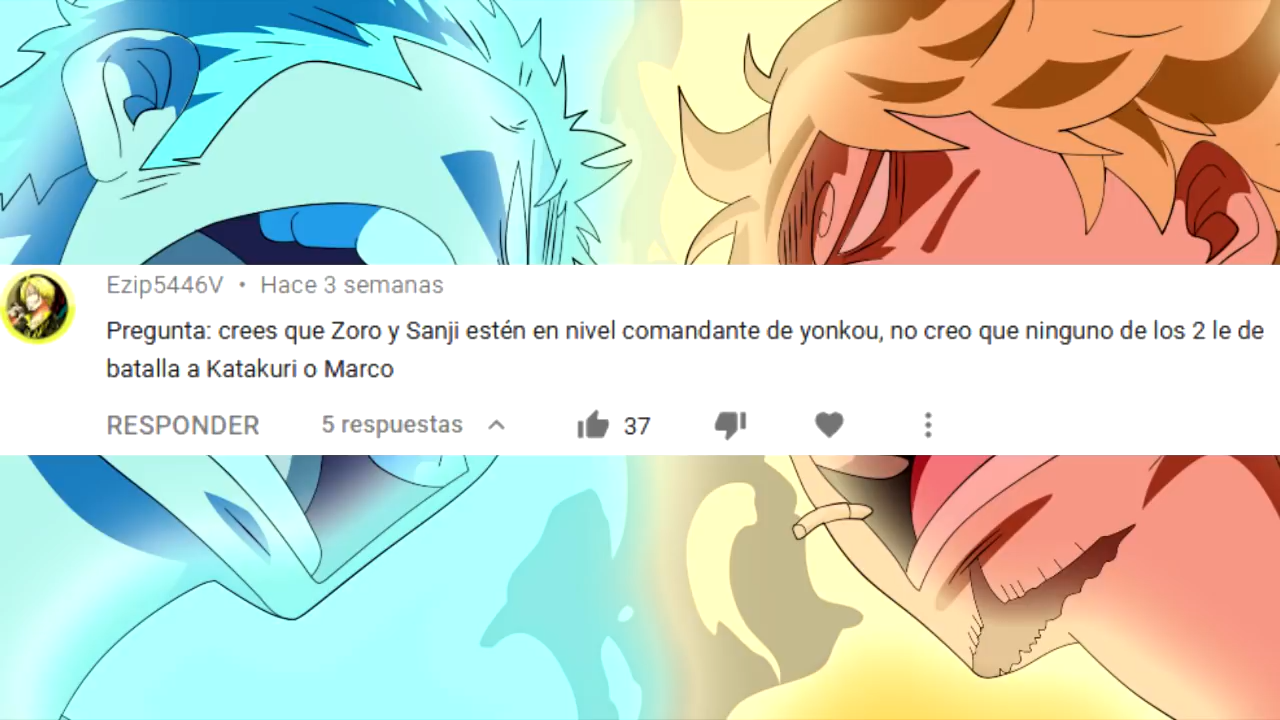 Ezip5446V • Hace 3 semanas
Pregunta: crees que Zoro y Sanji estén en nivel comandante de yonkou, no creo que ninguno de los 2 le de
batalla a Katakuri o Marco
RESPONDER 5 respuestas 37